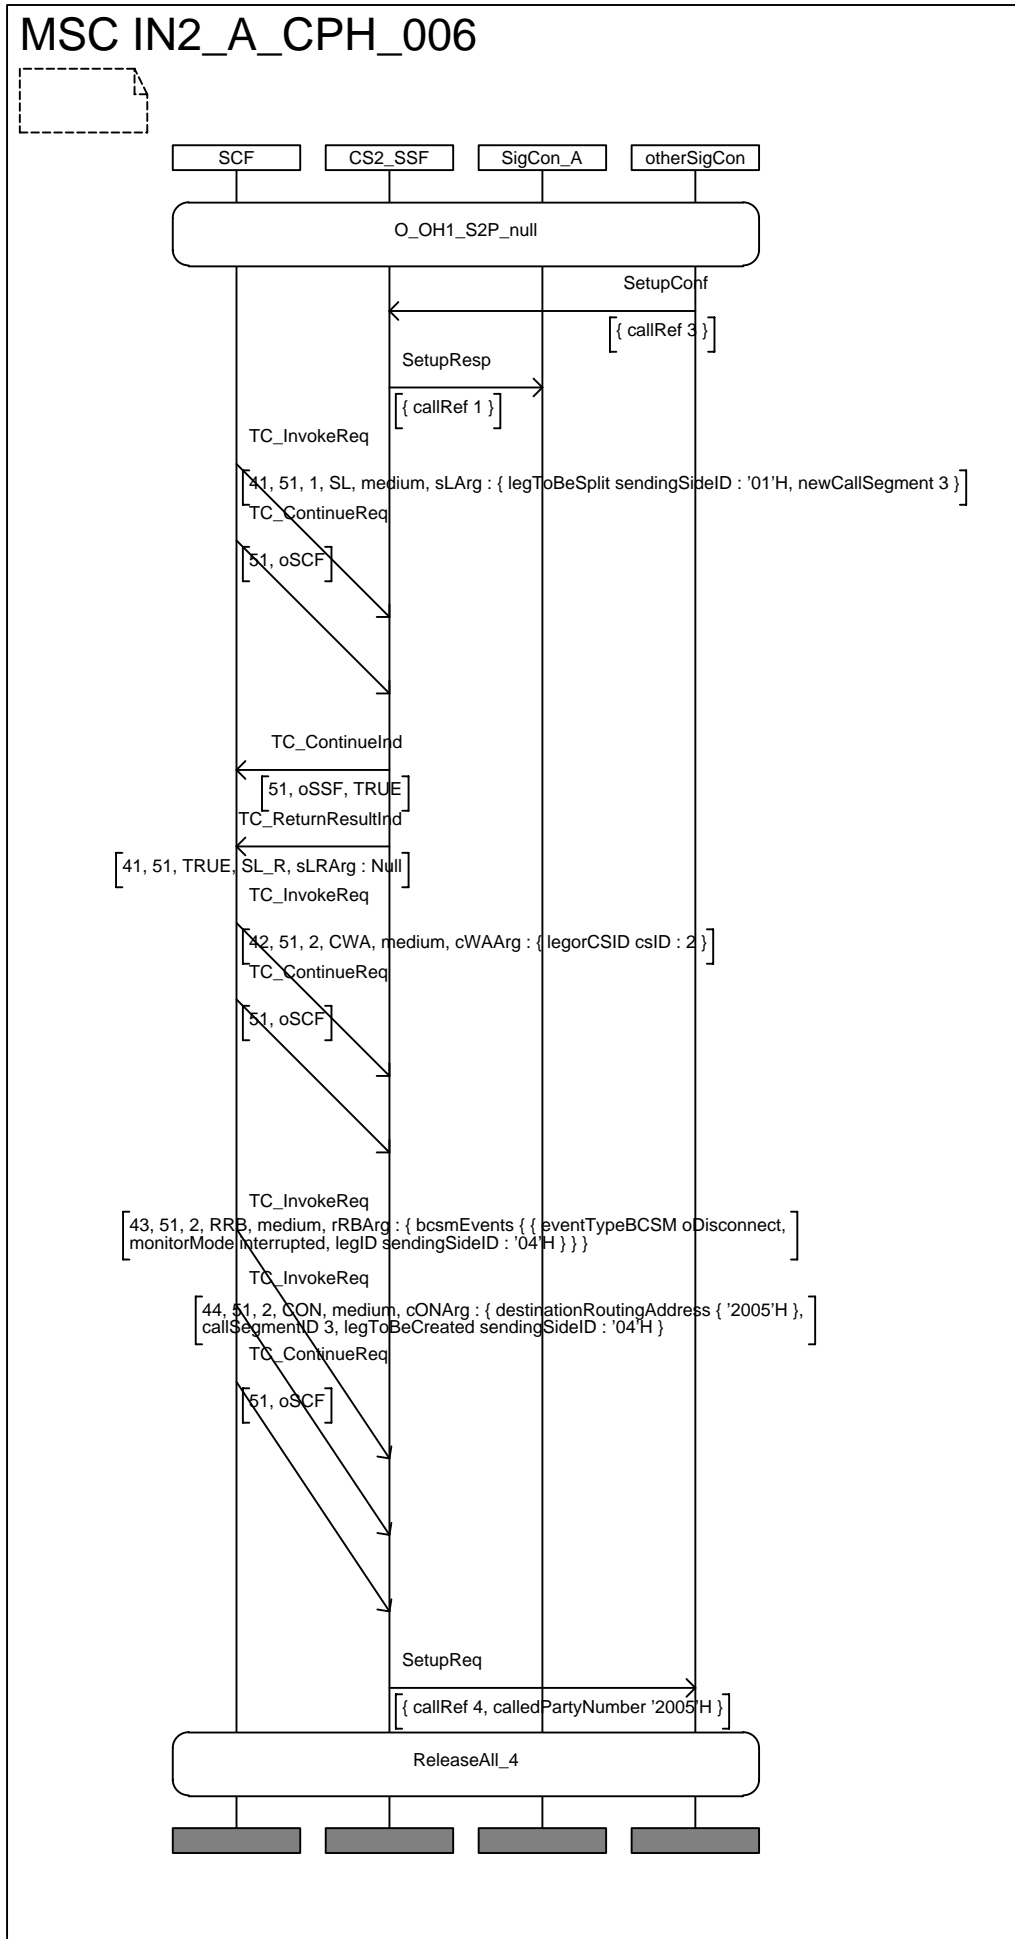 MSC IN2_A_CPH_006
SCF
CS2_SSF
SigCon_A
otherSigCon
O_OH1_S2P_null
SetupConf
{ callRef 3 }
SetupResp
{ callRef 1 }
TC_InvokeReq
41, 51, 1, SL, medium, sLArg : { legToBeSplit sendingSideID : '01'H, newCallSegment 3 }
TC_ContinueReq
51, oSCF
TC_ContinueInd
51, oSSF, TRUE
TC_ReturnResultInd
41, 51, TRUE, SL_R, sLRArg : Null
TC_InvokeReq
42, 51, 2, CWA, medium, cWAArg : { legorCSID csID : 2 }
TC_ContinueReq
51, oSCF
TC_InvokeReq
43, 51, 2, RRB, medium, rRBArg : { bcsmEvents { { eventTypeBCSM oDisconnect,
monitorMode interrupted, legID sendingSideID : '04'H } } }
TC_InvokeReq
44, 51, 2, CON, medium, cONArg : { destinationRoutingAddress { '2005'H },
callSegmentID 3, legToBeCreated sendingSideID : '04'H }
TC_ContinueReq
51, oSCF
SetupReq
{ callRef 4, calledPartyNumber '2005'H }
ReleaseAll_4